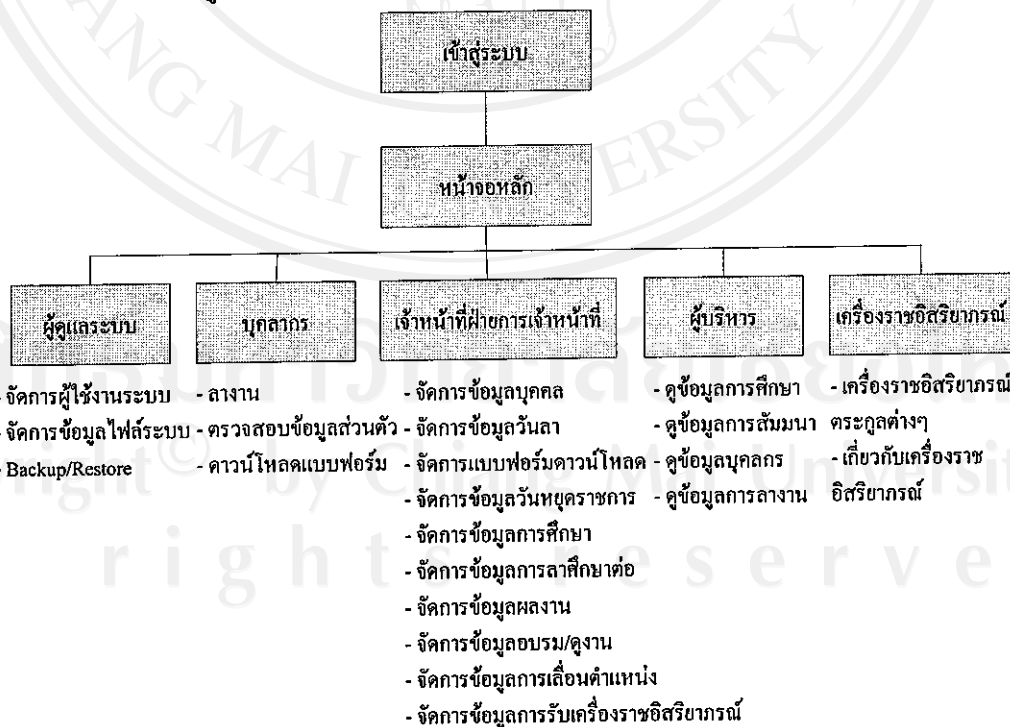 เข้าสู่ระบบ
หน้าจอหลัก
ผู้ดูแลระบบ
- จัดการผู้ใช้งานระบบ
- จัดการข้อมูลไฟล์ระบบ
- Backup/Restore
บุคลากร
- ลางาน
- ตรวจสอบข้อมูลส่วนตัว
- ดาวน์โหลดแบบฟอร์ม
เจ้าหน้าที่ฝ่ายการเจ้าหน้าที่
- จัดการข้อมูลบุคคล
- จัดการข้อมูลวันลา
- จัดการแบบฟอร์มดาวน์โหลด
- จัดการข้อมูลวันหยุดราชการ
- จัดการข้อมูลการศึกษา
- จัดการข้อมูลการลาศึกษาต่อ
- จัดการข้อมูลผลงาน
- จัดการข้อมูลอบรม/ดูงาน
- จัดการข้อมูลการเลื่อนตำแหน่ง
- จัดการข้อมูลการรับเครื่องราชอิสริยาภรณ์
ผู้บริหาร
- ดูข้อมูลการศึกษา
- ดูข้อมูลการสัมมนา
- ดูข้อมูลบุคลกร
- ดูข้อมูลการลางาน
เครื่องราชอิสริยาภรณ์
- เครื่องราชอิสริยาภรณ์
ตระกูลต่างๆ
- เกี่ยวกับเครื่องราช
อิสริยาภรณ์
ANG MAI UNIVERSITY
right © by Chiang Mai Universit
rights reserve